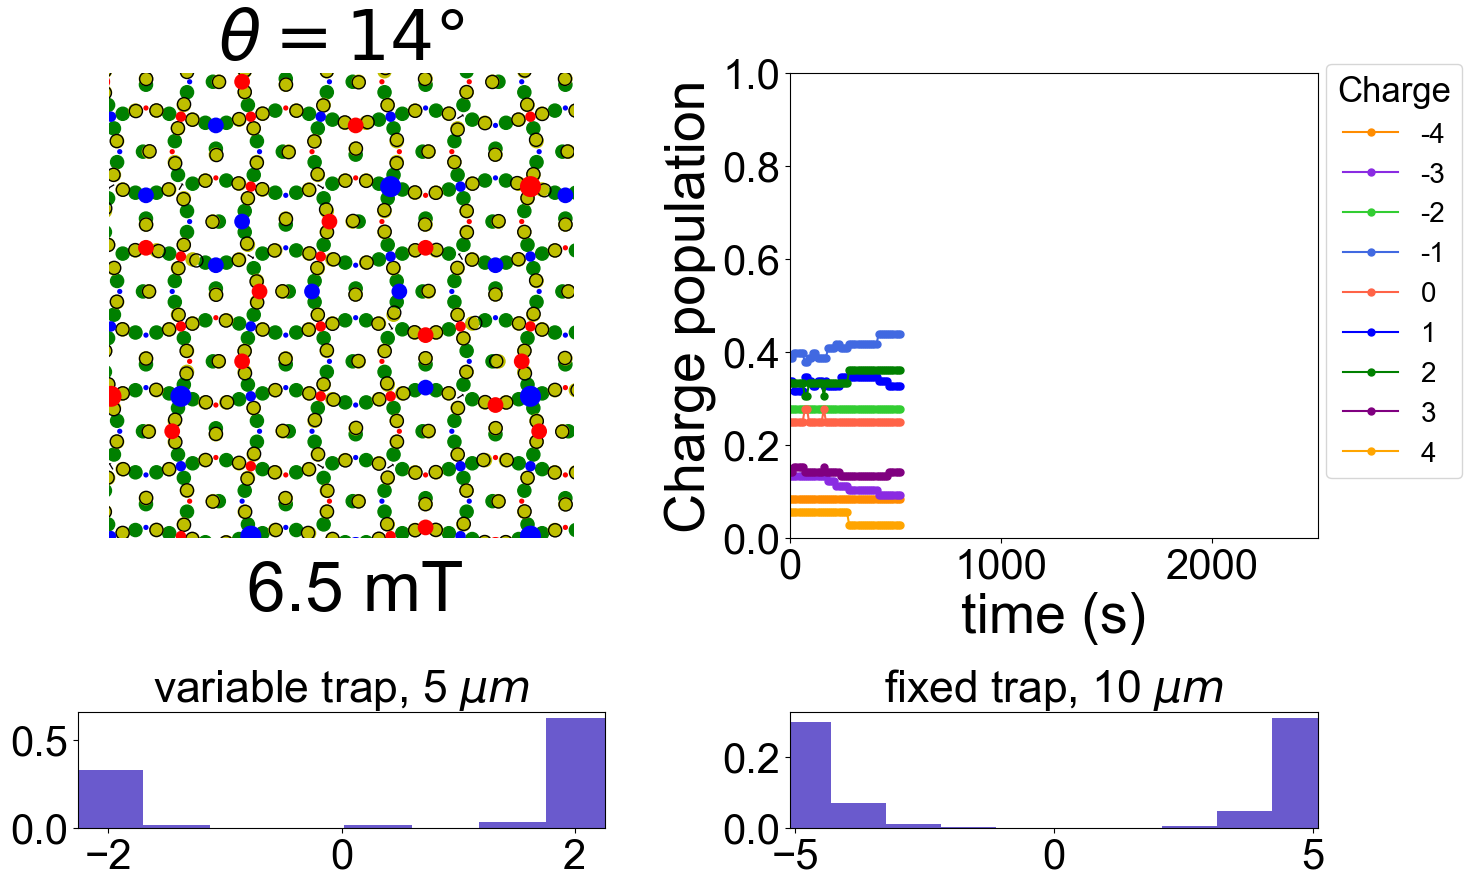 θ = 14°
6.5 mT
Charge population
1.0
0.8
0.6
0.4
0.2
0.0
0 1000 2000
time (s)
Charge
-4
-3
-2
-1
0
1
2
3
4
variable trap, 5 μm
0.5
0.0
−2 0 2
fixed trap, 10 μm
0.2
0.0
−5 0 5